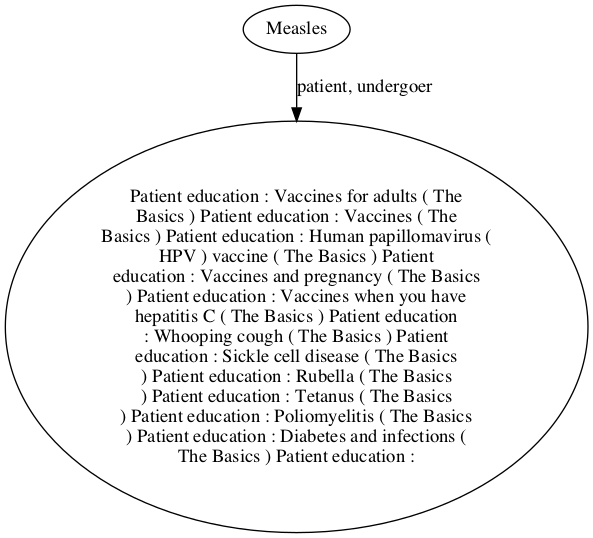 Measles
patient, undergoer
Patient education : Vaccines for adults ( The
Basics ) Patient education : Vaccines ( The
Basics ) Patient education : Human papillomavirus (
HPV ) vaccine ( The Basics ) Patient
education : Vaccines and pregnancy ( The Basics
) Patient education : Vaccines when you have
hepatitis C ( The Basics ) Patient education
: Whooping cough ( The Basics ) Patient
education : Sickle cell disease ( The Basics
) Patient education : Rubella ( The Basics
) Patient education : Tetanus ( The Basics
) Patient education : Poliomyelitis ( The Basics
) Patient education : Diabetes and infections (
The Basics ) Patient education :